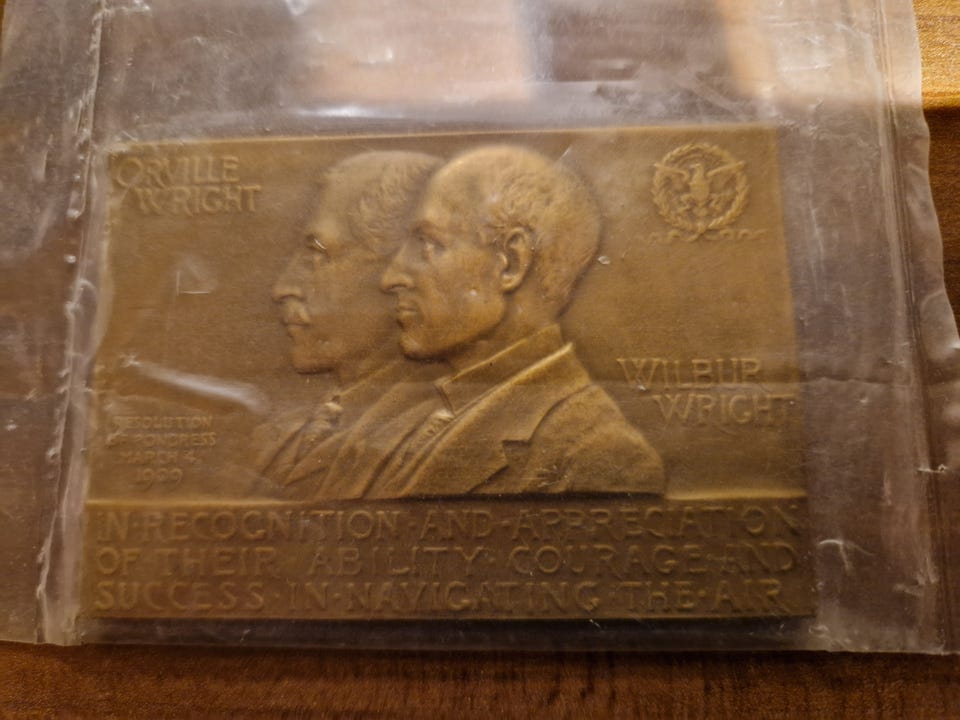 ORVILLE
WRIGHT
WILBUR
WRIGHT
RESOLUTION
OF CONGRESS
MARCH 4,
1909
IN·RECOGNITION·AND·APPRECIATION
OF THEIR ABILITY·COURAGE·AND
SUCCESS·IN·NAVIGATING·THE·AIR